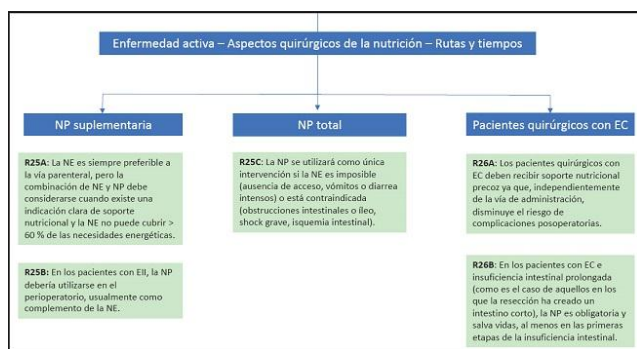 Enfermedad activa – Aspectos quirúrgicos de la nutrición – Rutas y tiempos
NP suplementaria
R25A: La NE es siempre preferible a
la vía parenteral, pero la
combinación de NE y NP debe
considerarse cuando existe una
indicación clara de soporte
nutricional y la NE no puede cubrir >
60 % de las necesidades energéticas.
R25B: En los pacientes con EII, la NP
debería utilizarse en el
perioperatorio, usualmente como
complemento de la NE.
NP total
R25C: La NP se utilizará como única
intervención si la NE es imposible
(ausencia de acceso, vómitos o diarrea
intensos) o está contraindicada
(obstrucciones intestinales o íleo,
shock grave, isquemia intestinal).
Pacientes quirúrgicos con EC
R26A: Los pacientes quirúrgicos con
EC deben recibir soporte nutricional
precoz ya que, independientemente
de la vía de administración,
disminuye el riesgo de
complicaciones posoperatorias.
R26B: En los pacientes con EC e
insuficiencia intestinal prolongada
(como es el caso de aquellos en los
que la resección ha creado un
intestino corto), la NP es obligatoria y
salva vidas, al menos en las primeras
etapas de la insuficiencia intestinal.